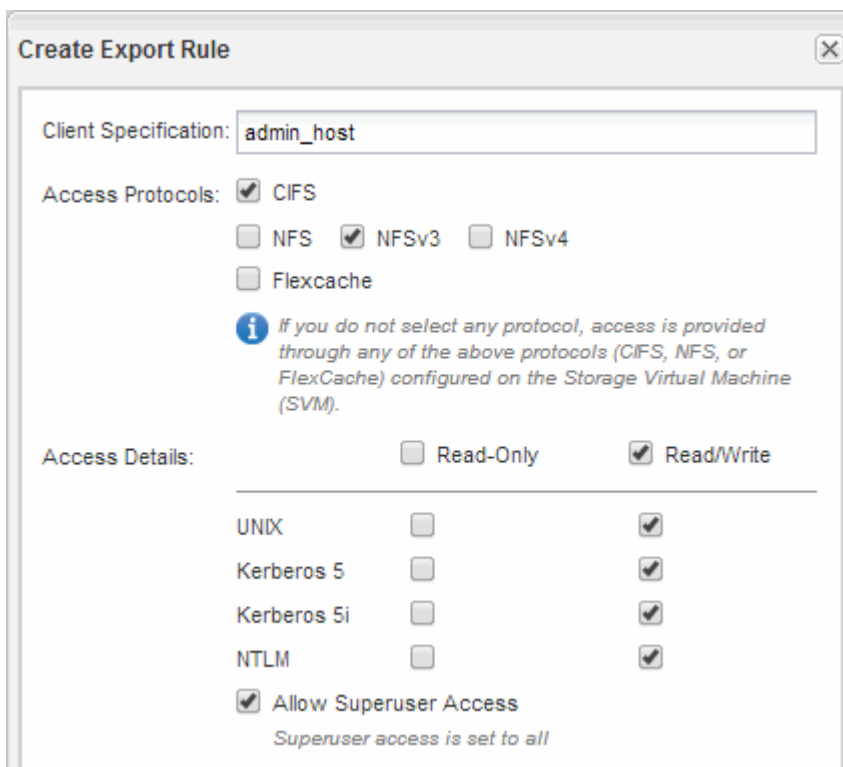 Create Export Rule
Client Specification: admin_host
Access Protocols: CIFS
NFS NFSv3 NFSv4
Flexcache
If you do not select any protocol, access is provided
through any of the above protocols (CIFS, NFS, or
FlexCache) configured on the Storage Virtual Machine
(SVM).
Access Details: Read-Only Read/Write
UNIX
Kerberos 5
Kerberos 5i
NTLM
Allow Superuser Access
Superuser access is set to all